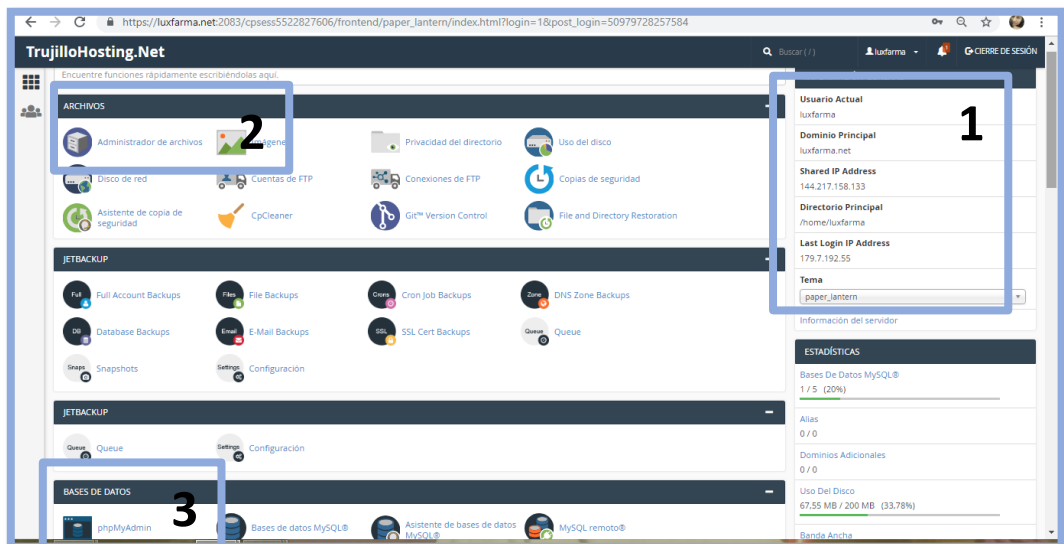 https://luxfarma.net:2083/cpsess5522827606/frontend/paper_lantern/index.html?login=1&post_login=50979728257584
TrujilloHosting.Net
Buscar ( / )
luxfarma
CIERRE DE SESIÓN
Encuentre funciones rápidamente escribiéndolas aquí.
ARCHIVOS
2
Administrador de archivos
Privacidad del directorio
Uso del disco
Disco de red
Cuentas de FTP
Conexiones de FTP
Copias de seguridad
Asistente de copia de
seguridad
CpCleaner
Git™ Version Control
File and Directory Restoration
JETBACKUP
Full
Full Account Backups
Files
File Backups
Crons
Cron Job Backups
Zone
DNS Zone Backups
DB
Database Backups
Email
E-Mail Backups
SSL
SSL Cert Backups
Queue
Queue
Snaps
Snapshots
Settings
Configuración
JETBACKUP
Queue
Queue
Settings
Configuración
BASES DE DATOS
3
phpMyAdmin
Bases de datos MySQL®
Asistente de bases de datos
MySQL®
MySQL remoto®
1
Usuario Actual
luxfarma
Dominio Principal
luxfarma.net
Shared IP Address
144.217.158.133
Directorio Principal
/home/luxfarma
Last Login IP Address
179.7.192.55
Tema
paper_lantern
Información del servidor
ESTADÍSTICAS
Bases De Datos MySQL®
1 / 5 (20%)
Alias
0 / 0
Dominios Adicionales
0 / 0
Uso Del Disco
67,55 MB / 200 MB (33,78%)
Banda Ancha